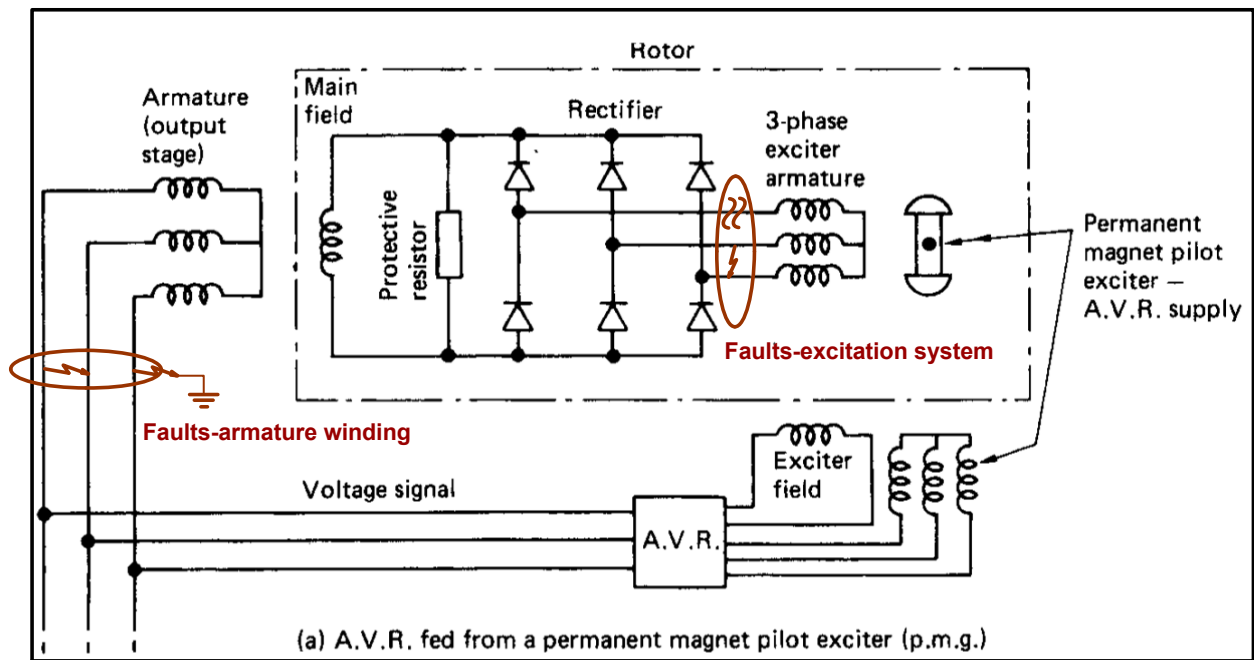 Rotor
Armature
(output
stage)
Main
field
Rectifier
3-phase
exciter
armature
Protective
resistor
Permanent
magnet pilot
exciter –
A.V.R. supply
Faults-excitation system
Faults-armature winding
Exciter
field
Voltage signal
A.V.R.
(a) A.V.R. fed from a permanent magnet pilot exciter (p.m.g.)